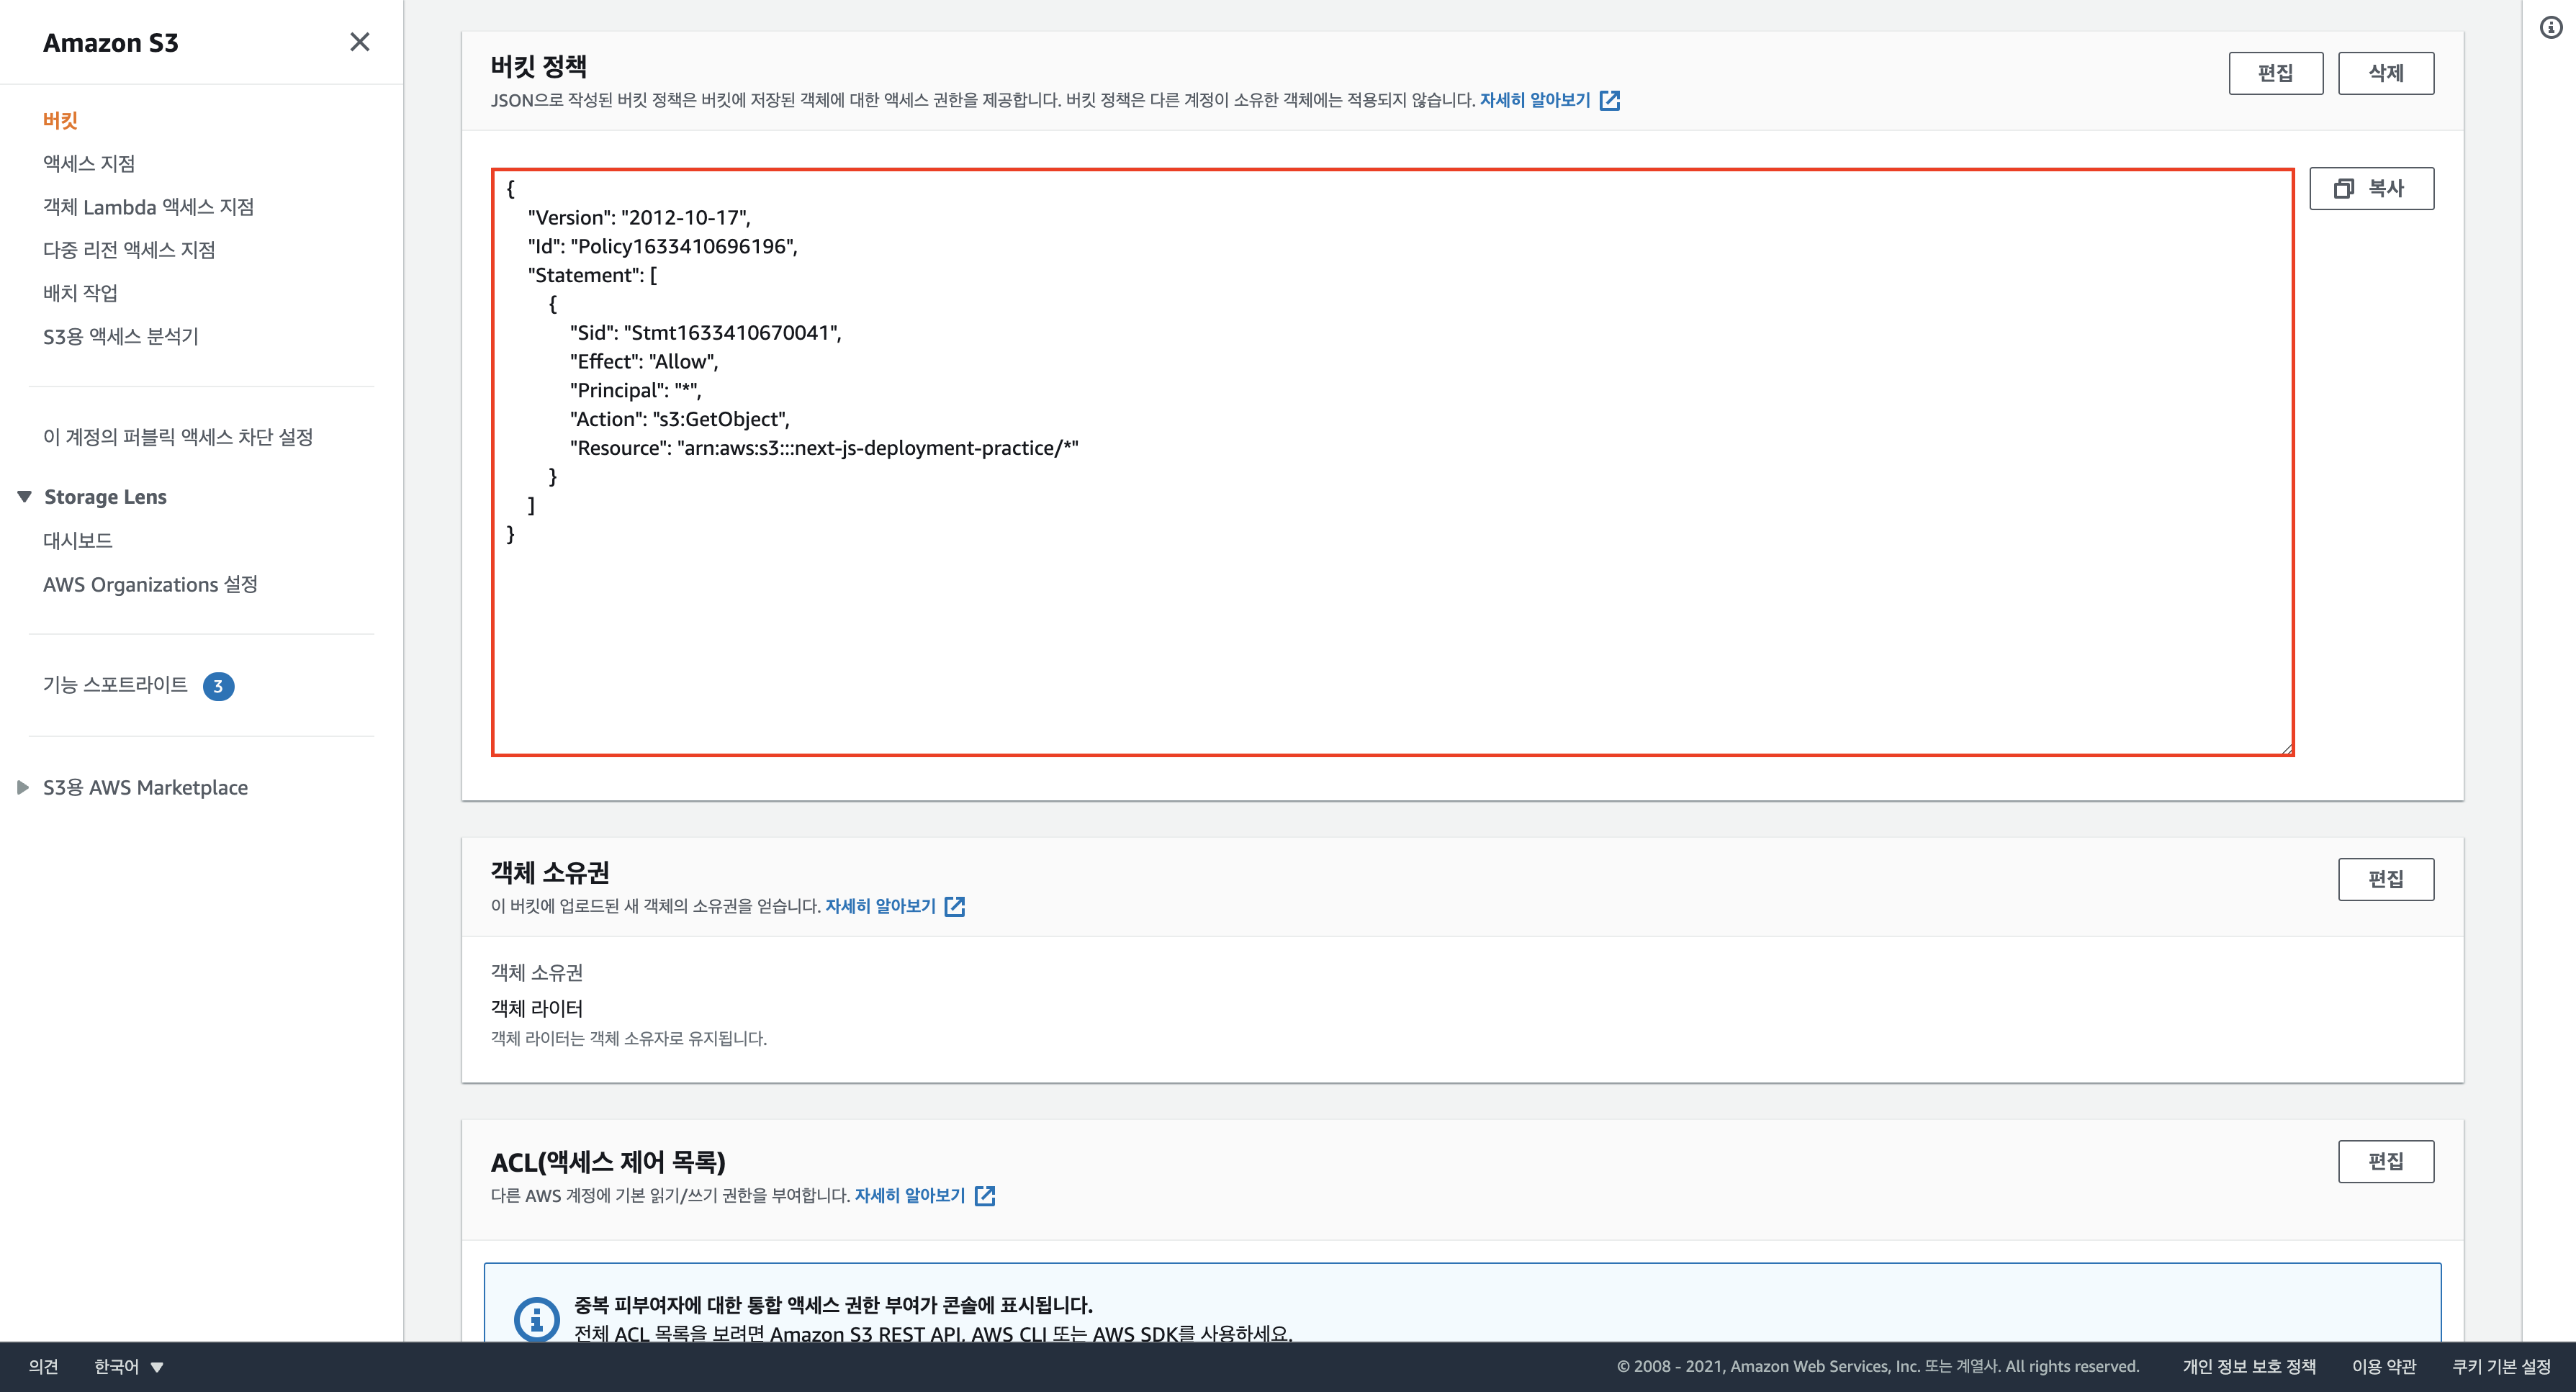 Amazon S3
버킷
액세스 지점
객체 Lambda 액세스 지점
다중 리전 액세스 지점
배치 작업
S3용 액세스 분석기
이 계정의 퍼블릭 액세스 차단 설정
Storage Lens
대시보드
AWS Organizations 설정
기능 스포트라이트 3
S3용 AWS Marketplace
버킷 정책
JSON으로 작성된 버킷 정책은 버킷에 저장된 객체에 대한 액세스 권한을 제공합니다. 버킷 정책은 다른 계정이 소유한 객체에는 적용되지 않습니다. 자세히 알아보기
편집
삭제
복사
{
"Version": "2012-10-17",
"Id": "Policy1633410696196",
"Statement": [
{
"Sid": "Stmt1633410670041",
"Effect": "Allow",
"Principal": "*",
"Action": "s3:GetObject",
"Resource": "arn:aws:s3:::next-js-deployment-practice/*"
}
]
}
객체 소유권
이 버킷에 업로드된 새 객체의 소유권을 얻습니다. 자세히 알아보기
편집
객체 소유권
객체 라이터
객체 라이터는 객체 소유자로 유지됩니다.
ACL(액세스 제어 목록)
다른 AWS 계정에 기본 읽기/쓰기 권한을 부여합니다. 자세히 알아보기
편집
중복 피부여자에 대한 통합 액세스 권한 부여가 콘솔에 표시됩니다.
전체 ACL 목록을 보려면 Amazon S3 REST API, AWS CLI 또는 AWS SDK를 사용하세요.
의견
한국어
© 2008 - 2021, Amazon Web Services, Inc. 또는 계열사. All rights reserved.
개인 정보 보호 정책
이용 약관
쿠키 기본 설정